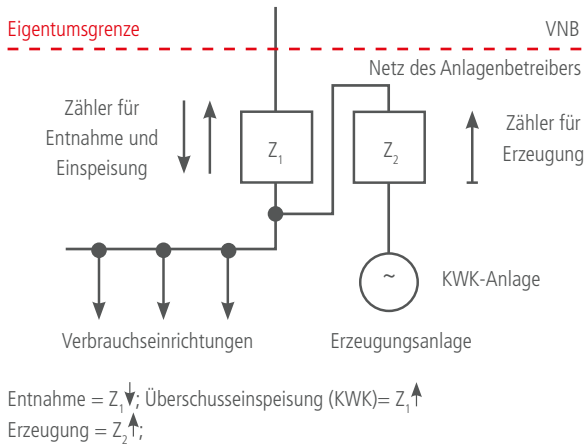 Eigentumsgrenze
VNB
Netz des Anlagenbetreibers
Zähler für
Entnahme und
Einspeisung
Z₁
Z₂
Zähler für
Erzeugung
~
KWK-Anlage
Verbrauchseinrichtungen
Erzeugungsanlage
Entnahme = Z₁↓; Überschusseinspeisung (KWK)= Z₁↑
Erzeugung = Z₂↑;